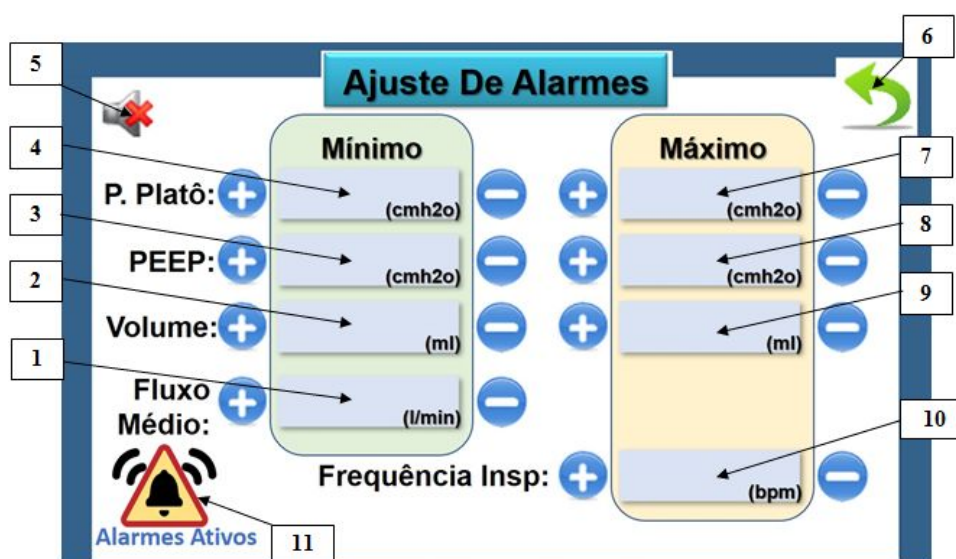 6
5
Ajuste De Alarmes
4
Mínimo
Máximo
7
P. Platô:
(cmh2o)
(cmh2o)
3
8
PEEP:
(cmh2o)
(cmh2o)
2
9
Volume:
(ml)
(ml)
1
Fluxo
Médio:
(l/min)
10
Frequência Insp:
(bpm)
Alarmes Ativos
11